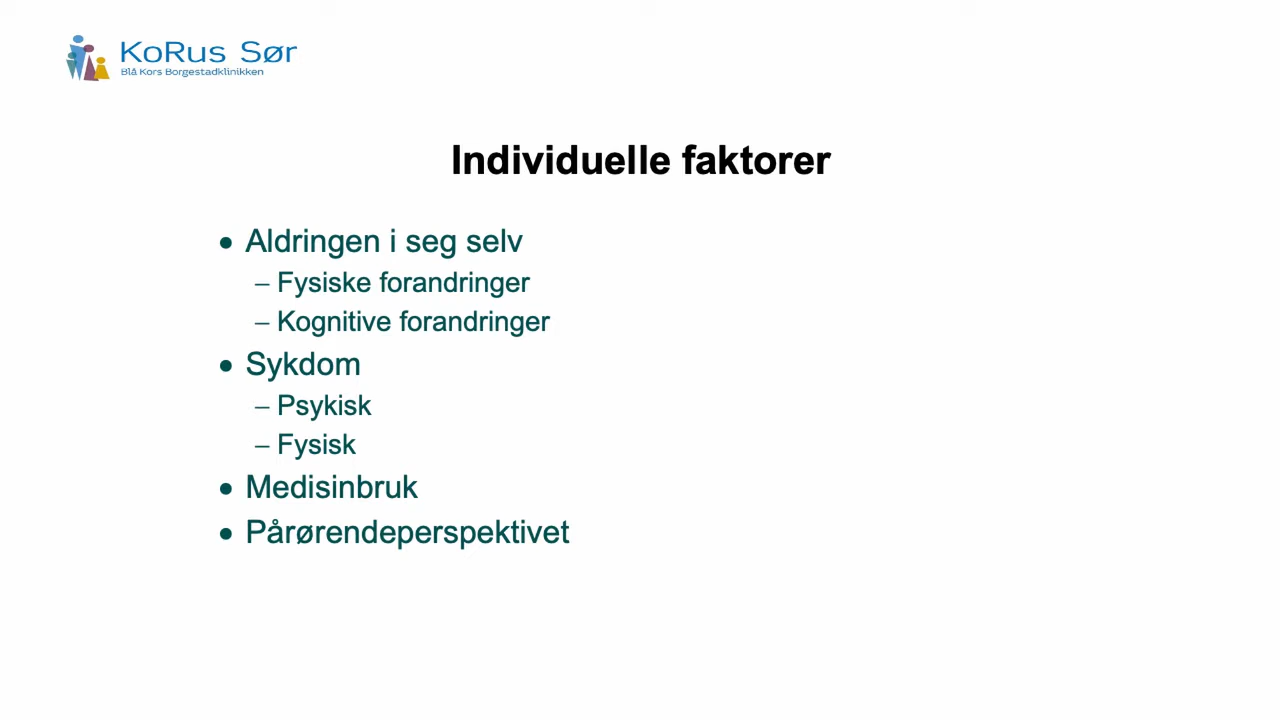 KoRus Sør
Blå Kors Borgestadklinikken
Individuelle faktorer
• Aldringen i seg selv
– Fysiske forandringer
– Kognitive forandringer
• Sykdom
– Psykisk
– Fysisk
• Medisinbruk
• Pårørendeperspektivet